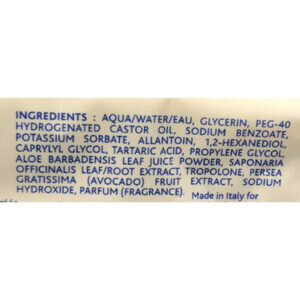 INGREDIENTS : AQUA/WATER/EAU, GLYCERIN, PEG-40
HYDROGENATED CASTOR OIL, SODIUM BENZOATE,
POTASSIUM SORBATE, ALLANTOIN, 1,2-HEXANEDIOL,
CAPRYLYL GLYCOL, TARTARIC ACID, PROPYLENE GLYCOL,
ALOE BARBADENSIS LEAF JUICE POWDER, SAPONARIA
OFFICINALIS LEAF/ROOT EXTRACT, TROPOLONE, PERSEA
GRATISSIMA (AVOCADO) FRUIT EXTRACT, SODIUM
HYDROXIDE, PARFUM (FRAGRANCE).
Made in Italy for